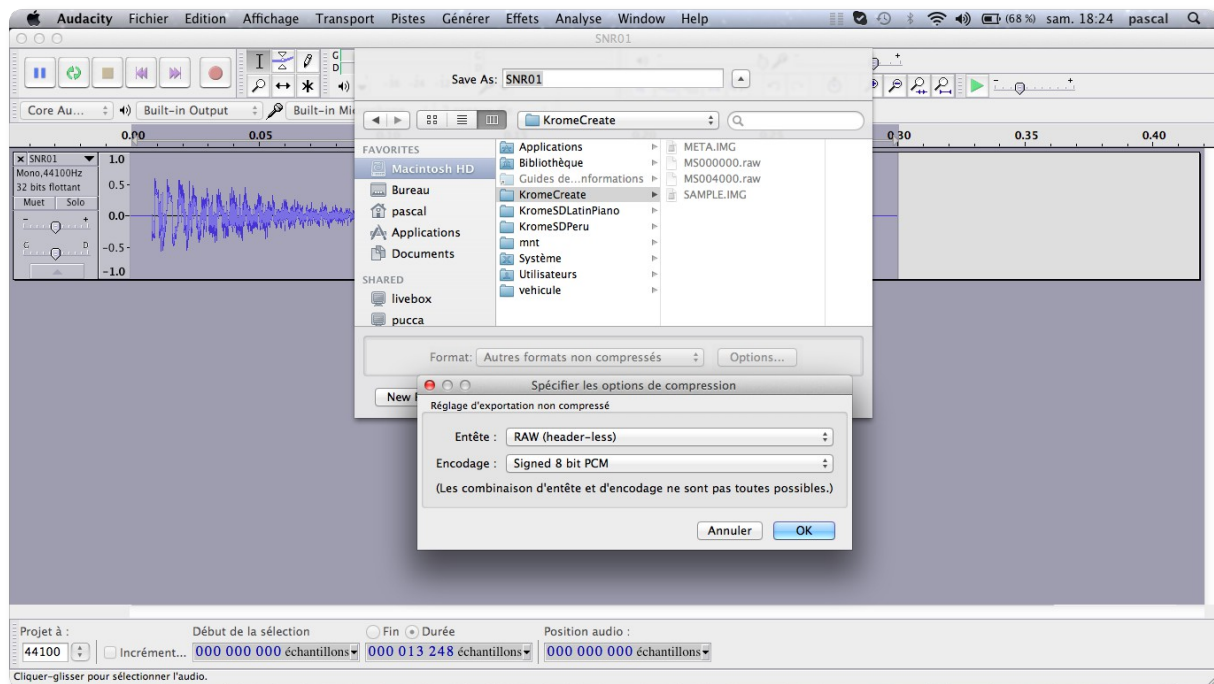 Audacity Fichier Edition Affichage Transport Pistes Générer Effets Analyse Window Help (68 %) sam. 18:24 pascal
SNR01
G
D
Save As: SNR01
Core Au... Built-in Output Built-in Mi
KromeCreate
0.00 0.05 0.30 0.35 0.40
SNR01
Mono,44100Hz
32 bits flottant
Muet Solo
- +
G D
1.0
0.5
0.0
-0.5
-1.0
FAVORITES
Macintosh HD
Bureau
pascal
Applications
Documents
SHARED
livebox
pucca
Applications
Bibliothèque
Guides de...nformations
KromeCreate
KromeSDLatinPiano
KromeSDPeru
mnt
Système
Utilisateurs
vehicule
META.IMG
MS000000.raw
MS004000.raw
SAMPLE.IMG
Format: Autres formats non compressés Options...
New
Spécifier les options de compression
Réglage d'exportation non compressé
Entête : RAW (header-less)
Encodage : Signed 8 bit PCM
(Les combinaison d'entête et d'encodage ne sont pas toutes possibles.)
Annuler OK
Projet à : Début de la sélection Fin Durée Position audio :
44100 Incrément... 000 000 000 échantillons 000 013 248 échantillons 000 000 000 échantillons
Cliquer-glisser pour sélectionner l'audio.